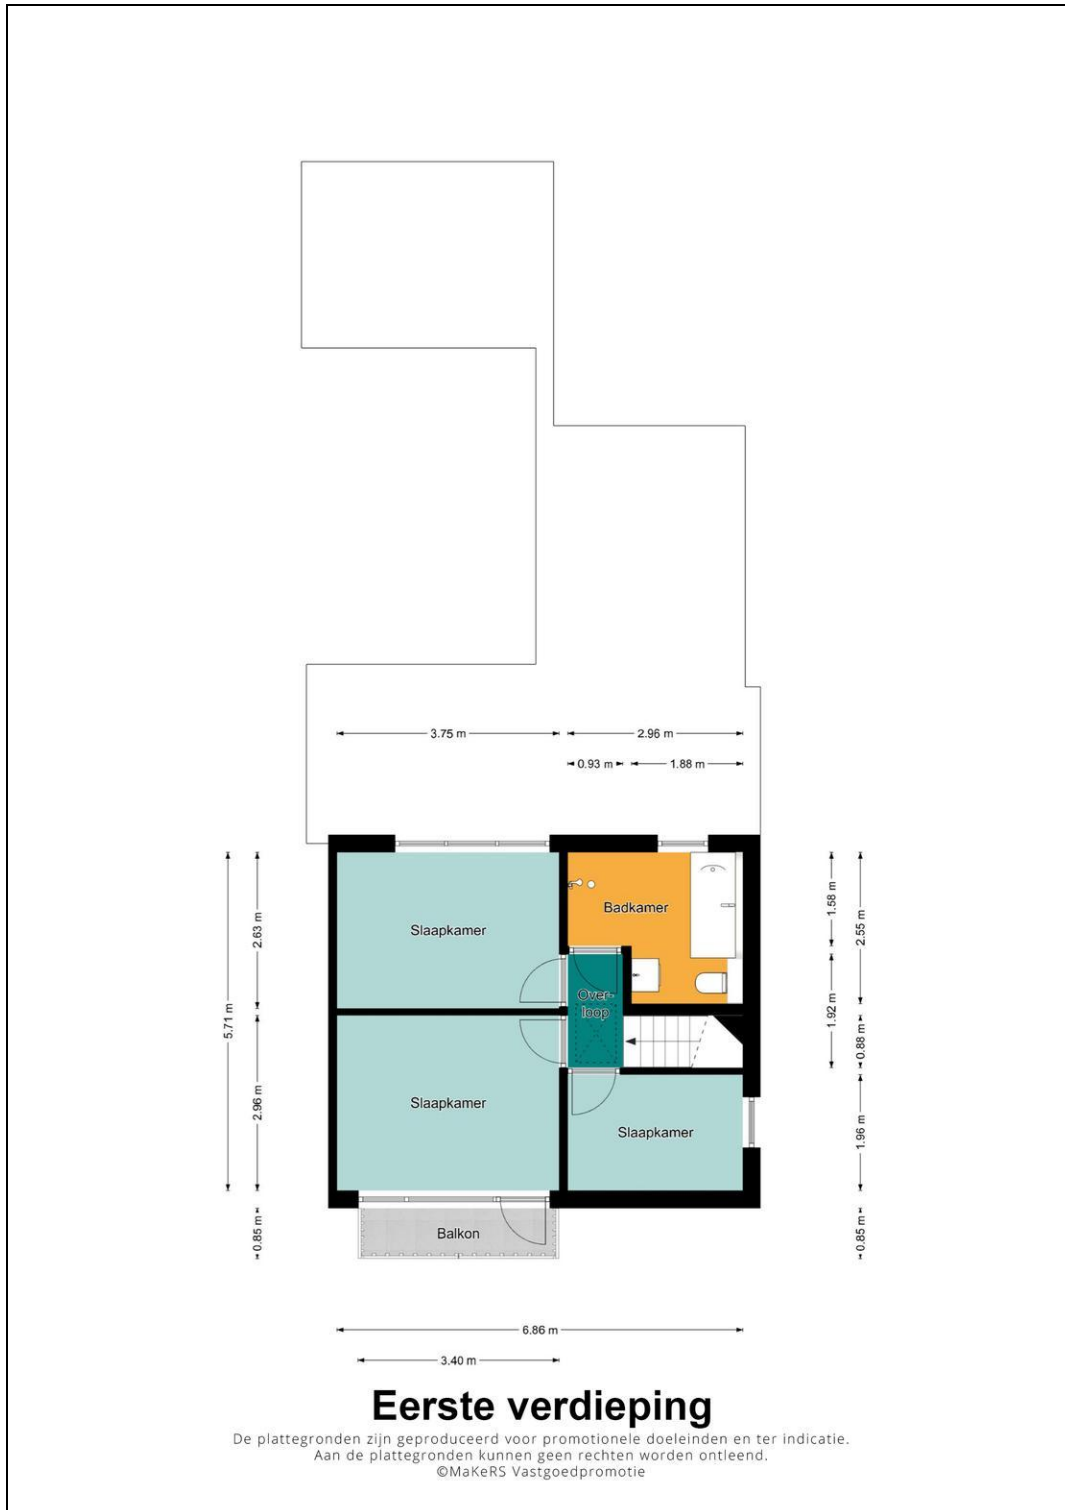 3.75 m
2.96 m
0.93 m
1.88 m
5.71 m
2.63 m
2.96 m
0.85 m
1.58 m
1.92 m
2.55 m
0.88 m
1.96 m
0.85 m
Slaapkamer
Badkamer
Over-
loop
Slaapkamer
Slaapkamer
Balkon
6.86 m
3.40 m
Eerste verdieping
De plattegronden zijn geproduceerd voor promotionele doeleinden en ter indicatie.
Aan de plattegronden kunnen geen rechten worden ontleend.
©MaKeRS Vastgoedpromotie